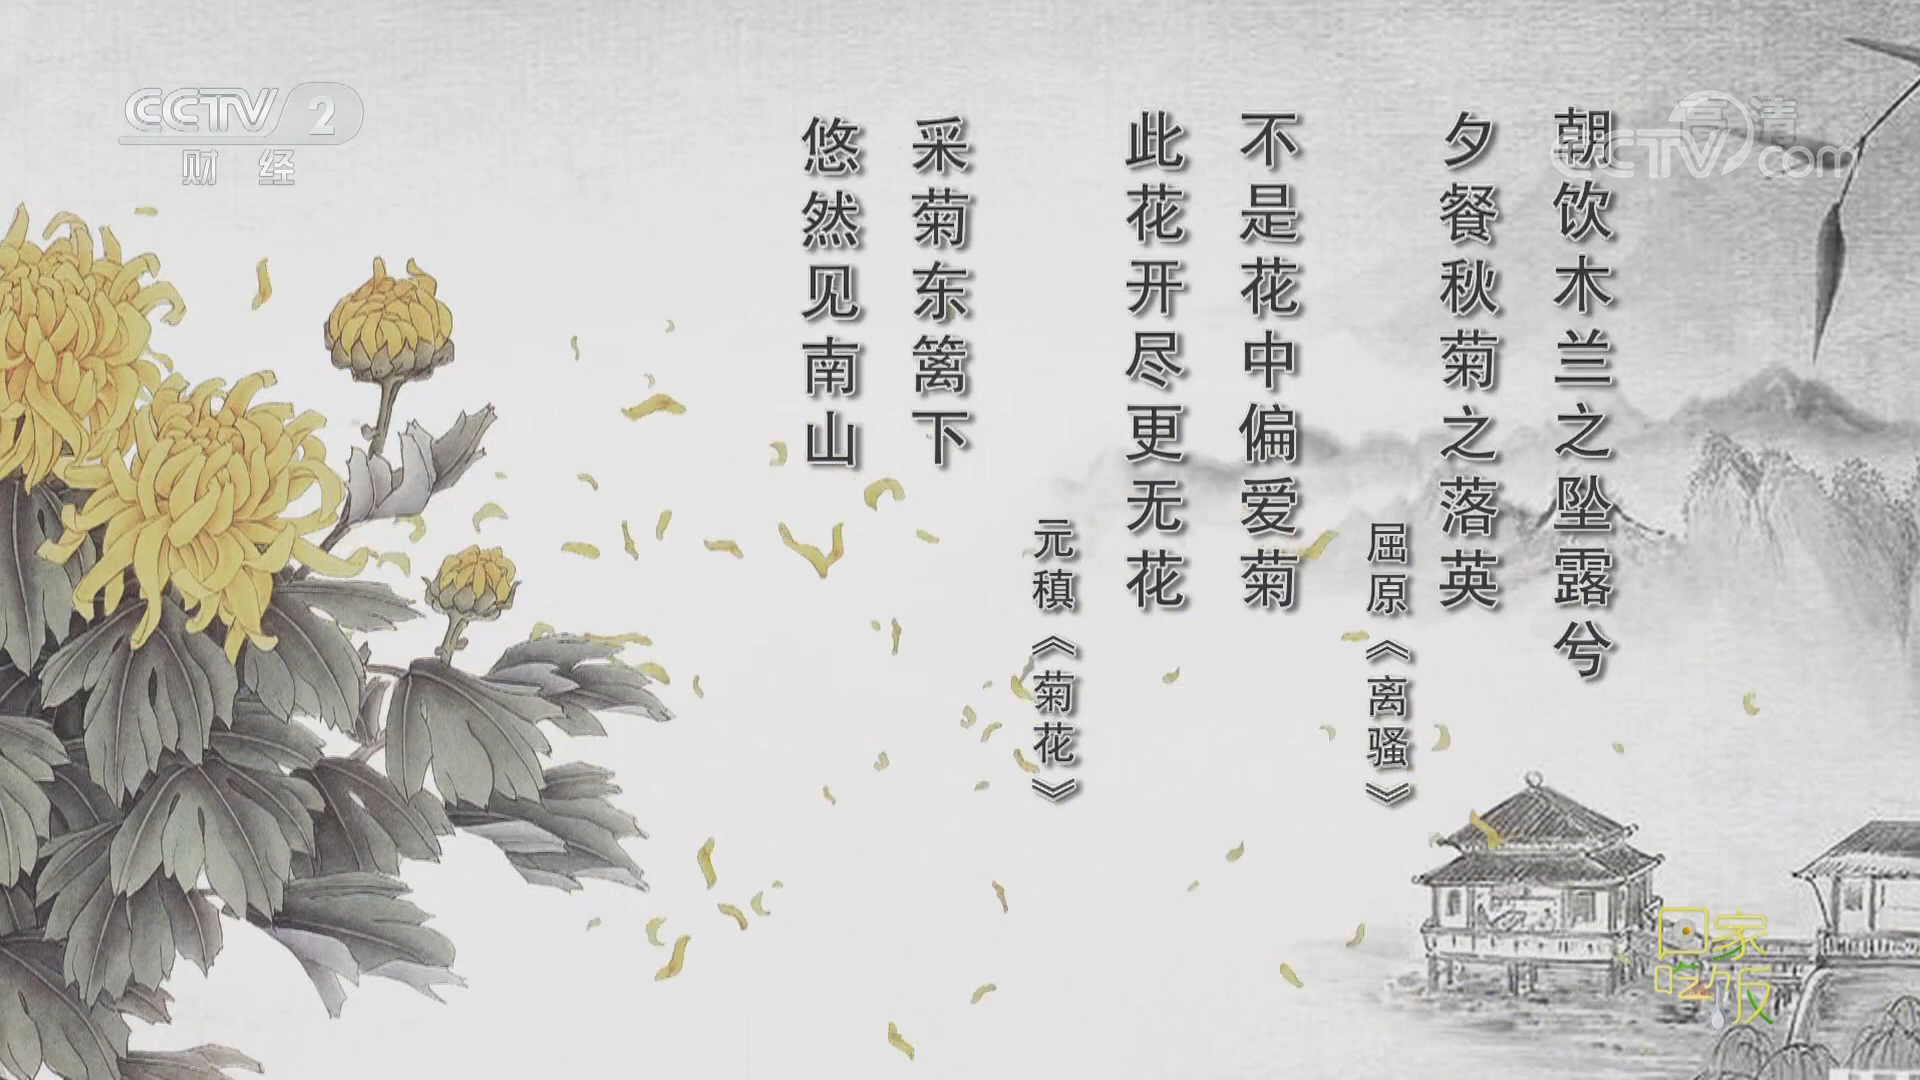 朝饮木兰之坠露兮
夕餐秋菊之落英
屈原《离骚》
不是花中偏爱菊
此花开尽更无花
元稹《菊花》
采菊东篱下
悠然见南山
CCTV 2
财经
高清
CCTV.com
回家
吃饭